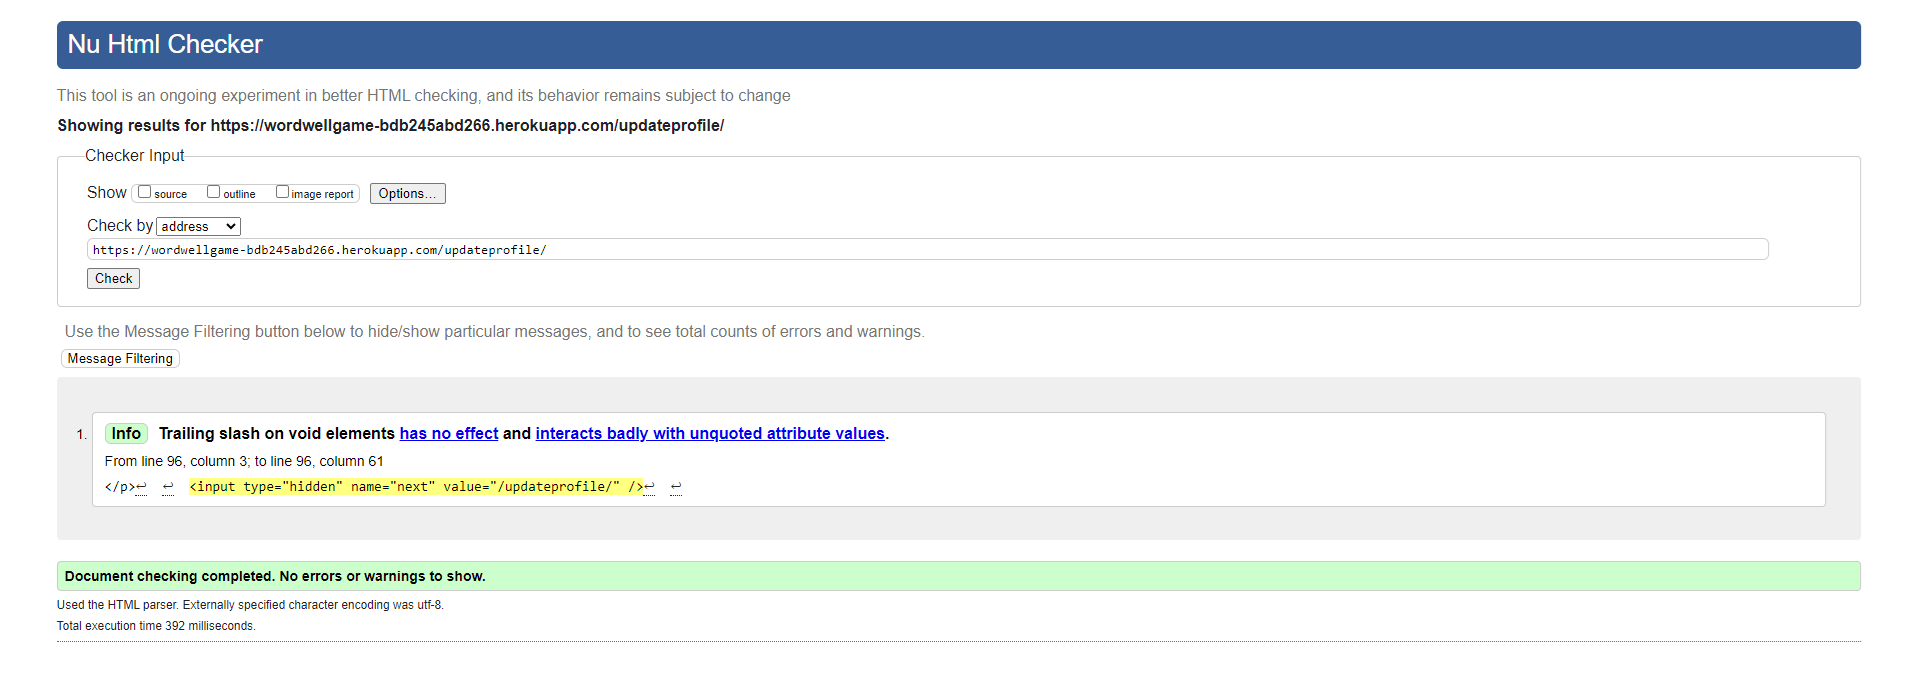 Nu Html Checker
This tool is an ongoing experiment in better HTML checking, and its behavior remains subject to change
Showing results for https://wordwellgame-bdb245abd266.herokuapp.com/updateprofile/
Checker Input
Show source outline image report Options...
Check by address
https://wordwellgame-bdb245abd266.herokuapp.com/updateprofile/
Check
Use the Message Filtering button below to hide/show particular messages, and to see total counts of errors and warnings.
Message Filtering
1. Info Trailing slash on void elements has no effect and interacts badly with unquoted attribute values.
From line 96, column 3; to line 96, column 61
</p>↩ ↩ <input type="hidden" name="next" value="/updateprofile/" />↩ ↩
Document checking completed. No errors or warnings to show.
Used the HTML parser. Externally specified character encoding was utf-8.
Total execution time 392 milliseconds.